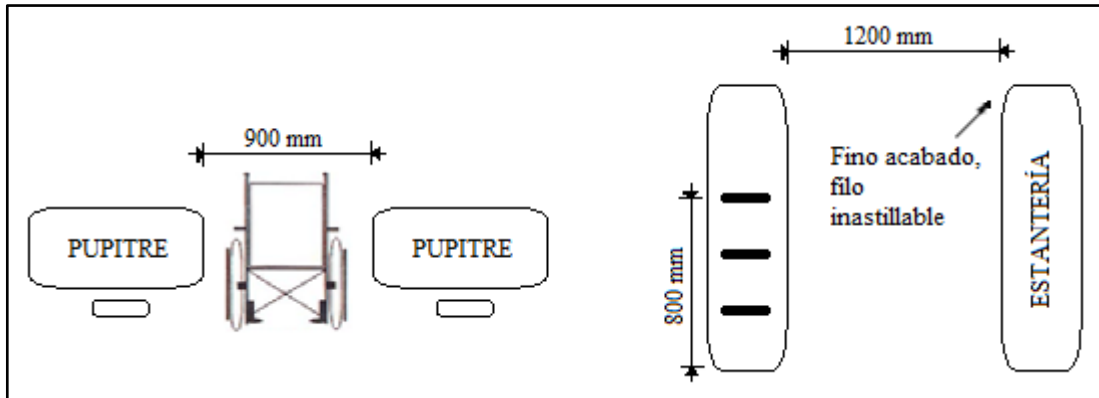 900 mm
PUPITRE
PUPITRE
1200 mm
Fino acabado,
filo
inastillable
800 mm
ESTANTERÍA